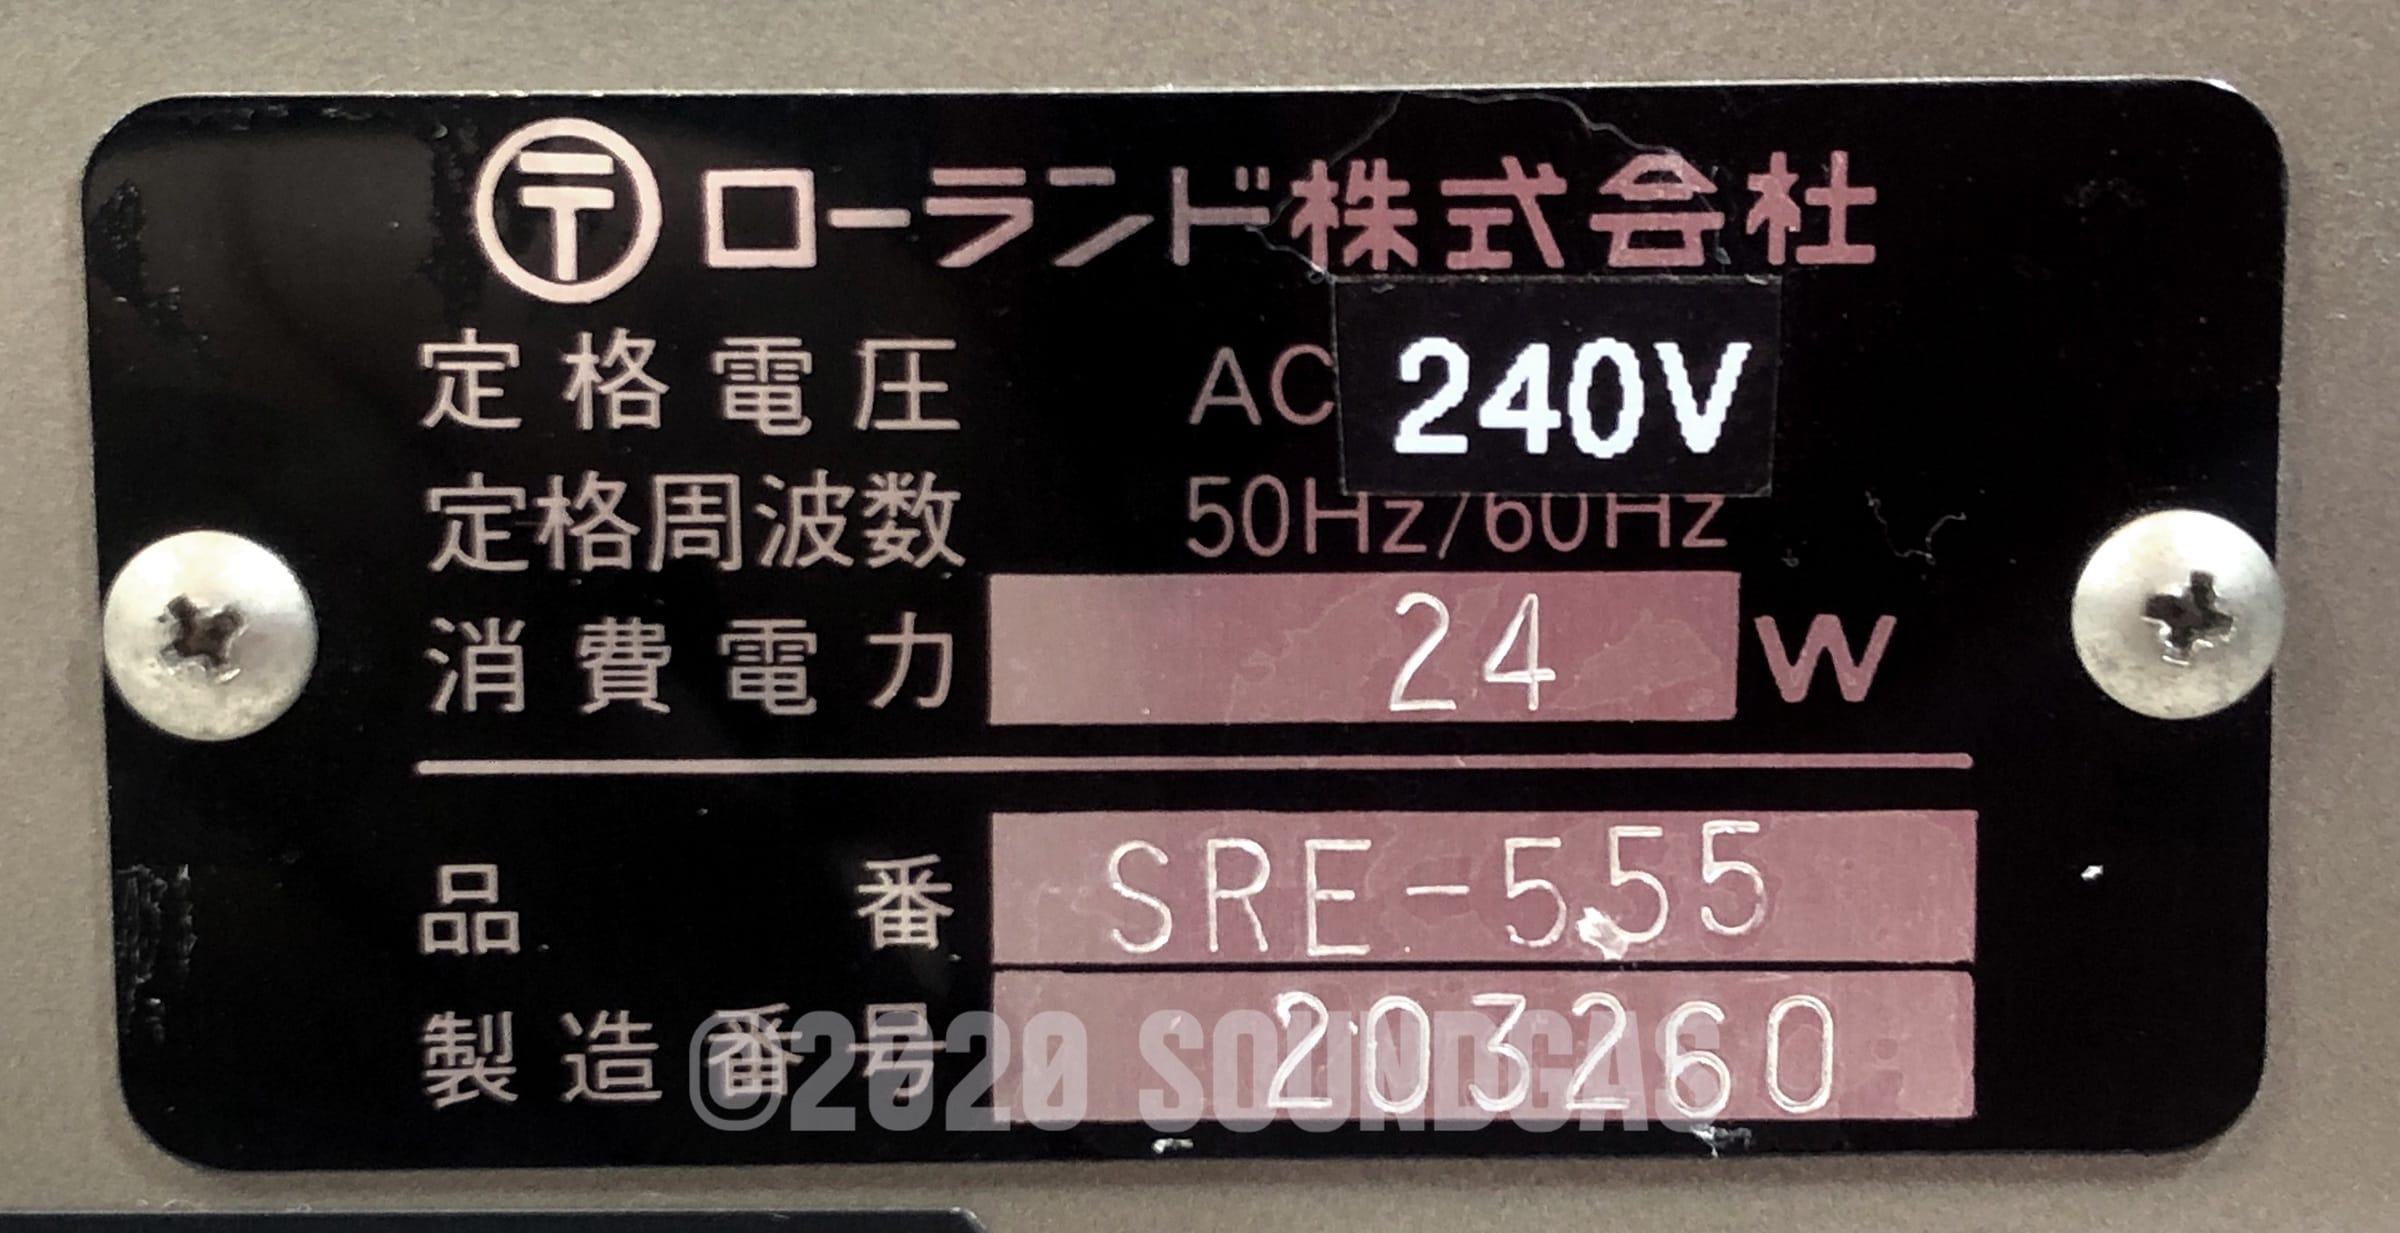 〶 ローランド株式会社
定格電圧 AC 240V
定格周波数 50Hz/60Hz
消費電力 24 W
品番 SRE-555
製造番号 203260
©2020 SOUNDGAS